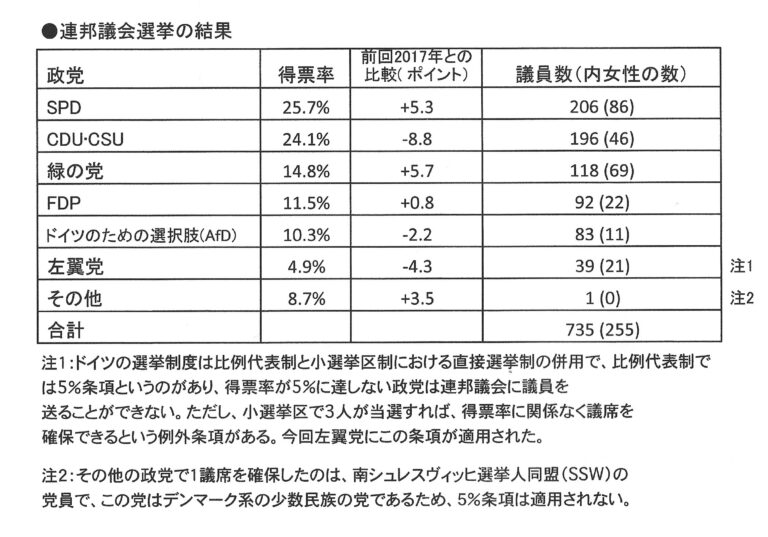 ●連邦議会選挙の結果
政党 得票率 前回2017年との比較(ポイント) 議員数(内女性の数)
SPD 25.7% +5.3 206 (86)
CDU･CSU 24.1% -8.8 196 (46)
緑の党 14.8% +5.7 118 (69)
FDP 11.5% +0.8 92 (22)
ドイツのための選択肢(AfD) 10.3% -2.2 83 (11)
左翼党 4.9% -4.3 39 (21) 注1
その他 8.7% +3.5 1 (0) 注2
合計 735 (255)
注1：ドイツの選挙制度は比例代表制と小選挙区制における直接選挙制の併用で、比例代表制で
は5%条項というのがあり、得票率が5%に達しない政党は連邦議会に議員を
送ることができない。ただし、小選挙区で3人が当選すれば、得票率に関係なく議席を
確保できるという例外条項がある。今回左翼党にこの条項が適用された。
注2：その他の政党で1議席を確保したのは、南シュレスヴィッヒ選挙人同盟(SSW)の
党員で、この党はデンマーク系の少数民族の党であるため、5%条項は適用されない。